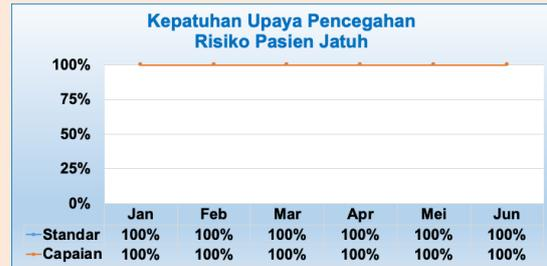 Kepatuhan Upaya Pencegahan
Risiko Pasien Jatuh
100%
75%
50%
25%
0%
Jan Feb Mar Apr Mei Jun
Standar 100% 100% 100% 100% 100% 100%
Capaian 100% 100% 100% 100% 100% 100%